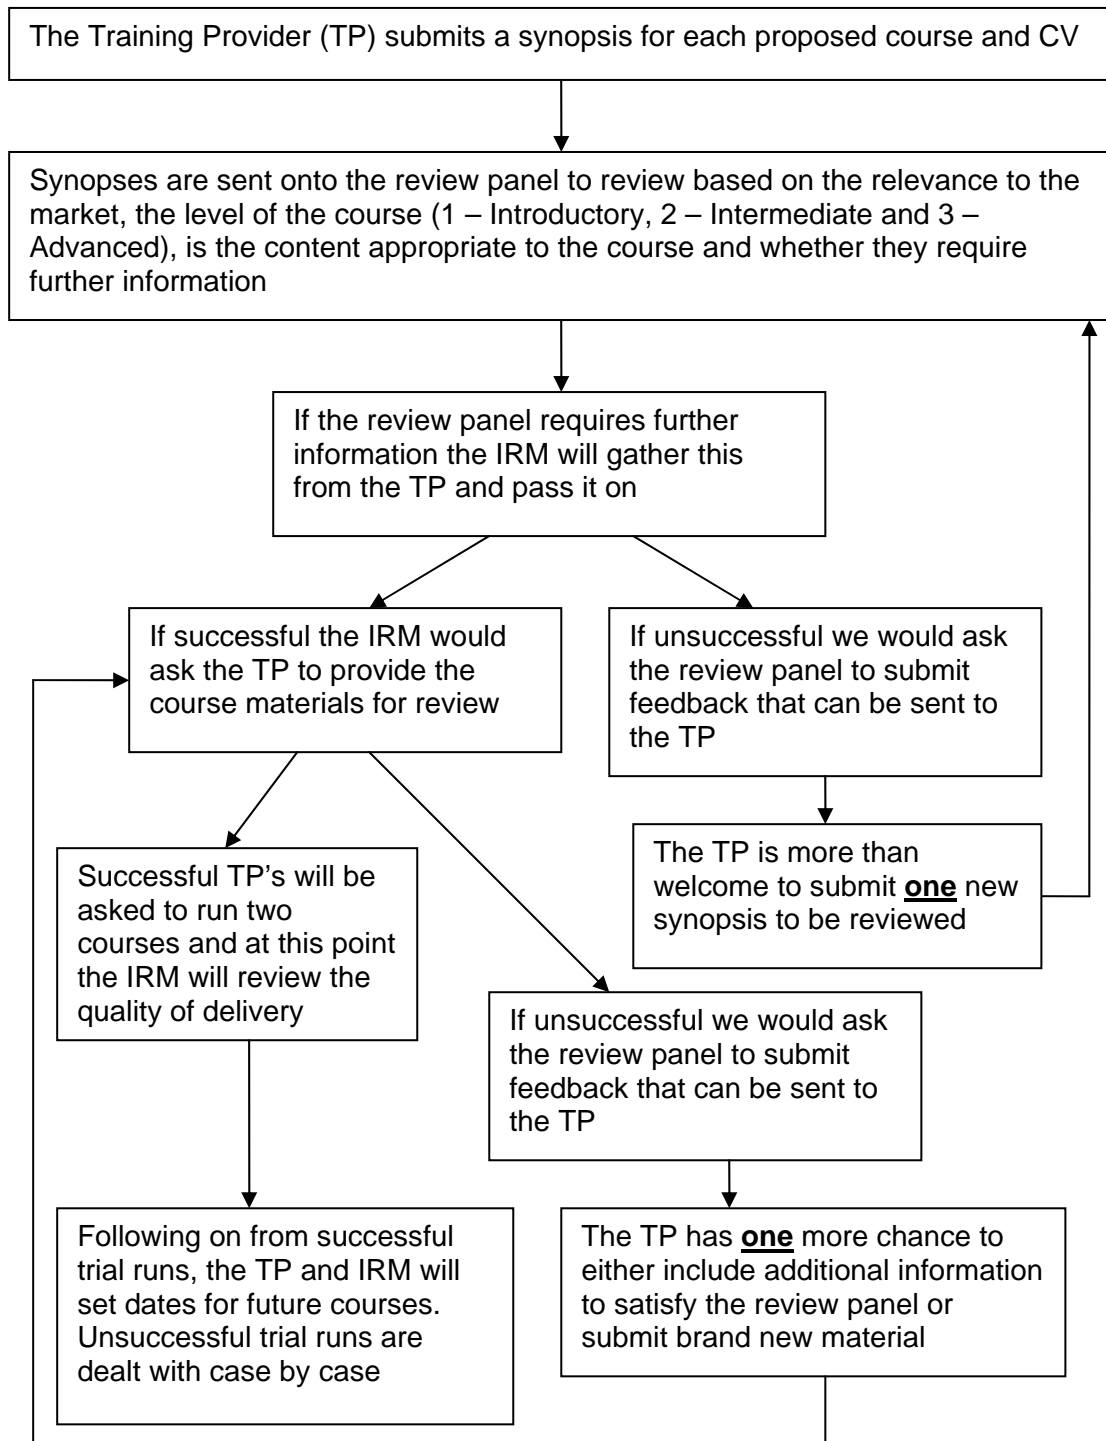 The Training Provider (TP) submits a synopsis for each proposed course and CV
Synopses are sent onto the review panel to review based on the relevance to the
market, the level of the course (1 – Introductory, 2 – Intermediate and 3 –
Advanced), is the content appropriate to the course and whether they require
further information
If the review panel requires further
information the IRM will gather this
from the TP and pass it on
If successful the IRM would
ask the TP to provide the
course materials for review
If unsuccessful we would ask
the review panel to submit
feedback that can be sent to
the TP
The TP is more than
welcome to submit one new
synopsis to be reviewed
Successful TP's will be
asked to run two
courses and at this point
the IRM will review the
quality of delivery
If unsuccessful we would ask
the review panel to submit
feedback that can be sent to
the TP
Following on from successful
trial runs, the TP and IRM will
set dates for future courses.
Unsuccessful trial runs are
dealt with case by case
The TP has one more chance to
either include additional information
to satisfy the review panel or
submit brand new material